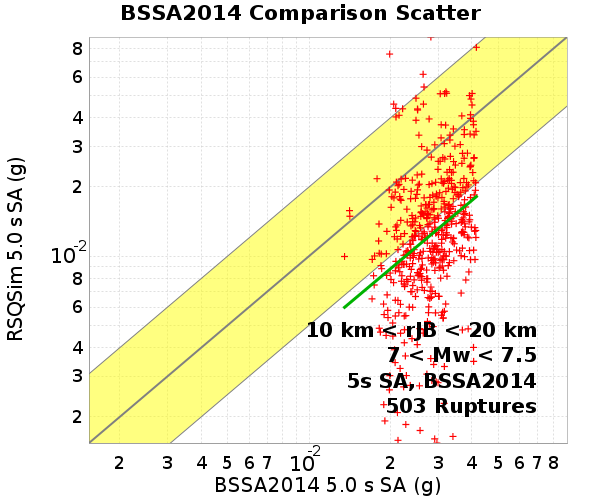 BSSA2014 Comparison Scatter
RSQSim 5.0 s SA (g)
8
6
4
3
2
10-2
8
6
4
3
2
10 km < rJB < 20 km
7 < Mw < 7.5
5s SA, BSSA2014
503 Ruptures
2 3 4 5 6 7 10-2 2 3 4 5 6 7 8
BSSA2014 5.0 s SA (g)